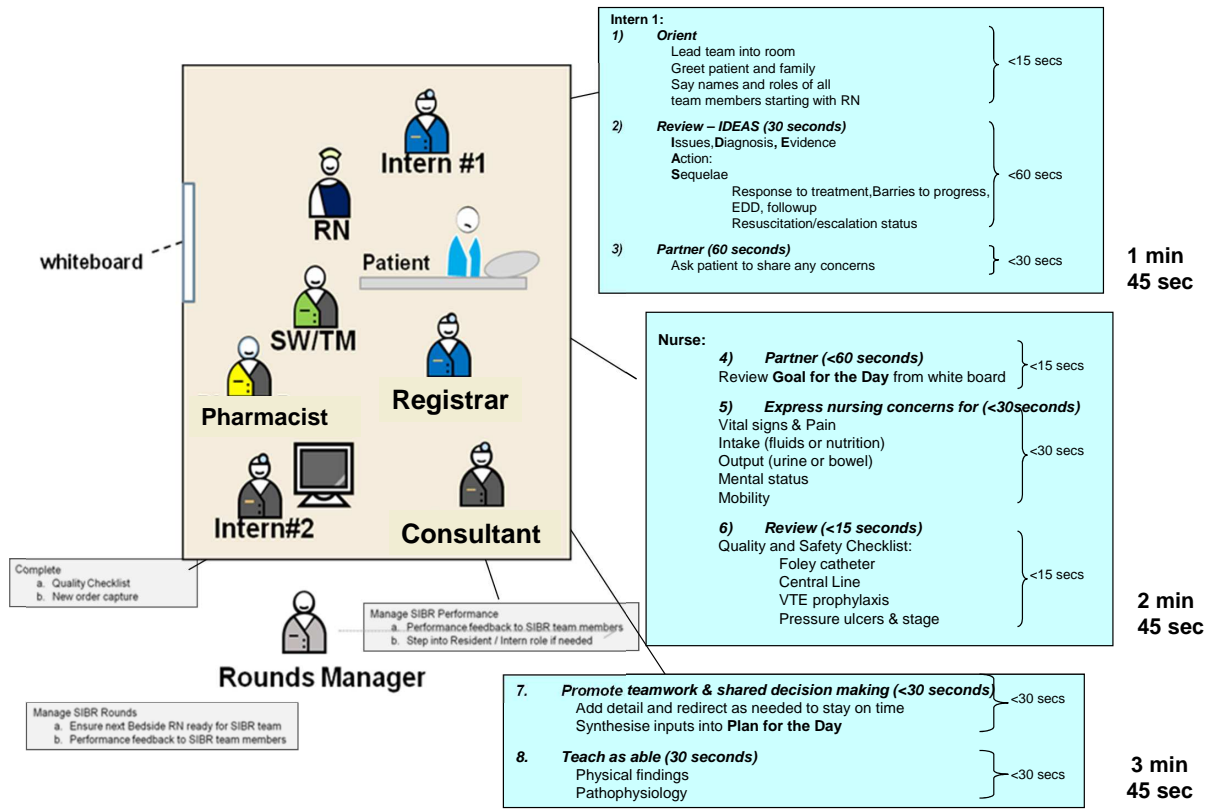 Intern #1
RN
whiteboard
Patient
SW/TM
Pharmacist
Registrar
Intern#2
Consultant
Complete
a. Quality Checklist
b. New order capture
Manage SIBR Performance
a. Performance feedback to SIBR team members
b. Step into Resident / Intern role if needed
Rounds Manager
Manage SIBR Rounds
a. Ensure next Bedside RN ready for SIBR team
b. Performance feedback to SIBR team members
Intern 1:
1) Orient
Lead team into room
Greet patient and family
Say names and roles of all
team members starting with RN
<15 secs
2) Review – IDEAS (30 seconds)
Issues,Diagnosis, Evidence
Action:
Sequelae
Response to treatment,Barries to progress,
EDD, followup
Resuscitation/escalation status
<60 secs
3) Partner (60 seconds)
Ask patient to share any concerns
<30 secs
1 min
45 sec
Nurse:
4) Partner (<60 seconds)
Review Goal for the Day from white board
<15 secs
5) Express nursing concerns for (<30seconds)
Vital signs & Pain
Intake (fluids or nutrition)
Output (urine or bowel)
Mental status
Mobility
<30 secs
6) Review (<15 seconds)
Quality and Safety Checklist:
Foley catheter
Central Line
VTE prophylaxis
Pressure ulcers & stage
<15 secs
2 min
45 sec
7. Promote teamwork & shared decision making (<30 seconds)
Add detail and redirect as needed to stay on time
Synthesise inputs into Plan for the Day
<30 secs
8. Teach as able (30 seconds)
Physical findings
Pathophysiology
<30 secs
3 min
45 sec